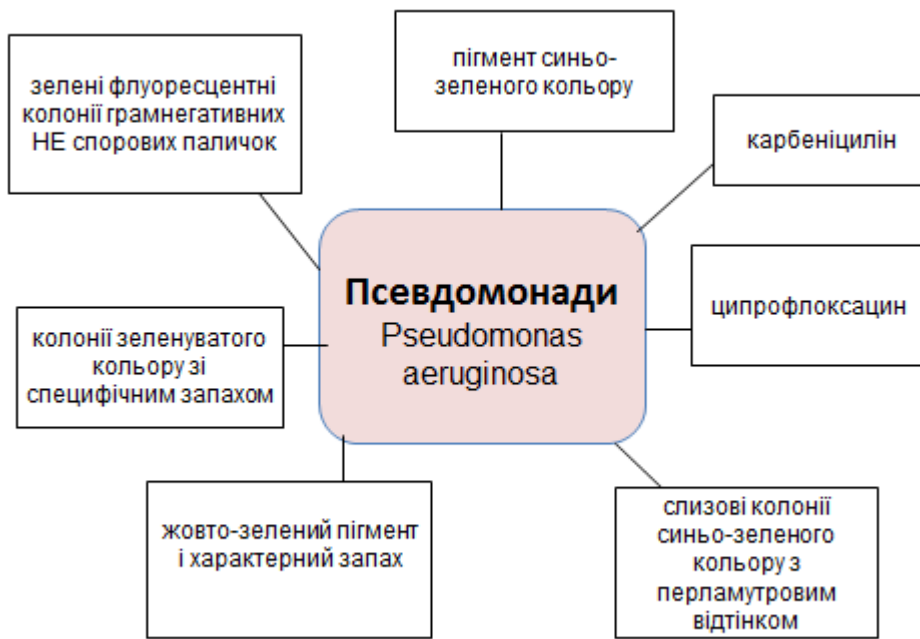 зелені флуоресцентні
колонії грамнегативних
НЕ спорових паличок
пігмент синьо-
зеленого кольору
карбеніцилін
Псевдомонади
Pseudomonas
aeruginosa
ципрофлоксацин
колонії зеленуватого
кольору зі
специфічним запахом
жовто-зелений пігмент
і характерний запах
слизові колонії
синьо-зеленого
кольору з
перламутровим
відтінком